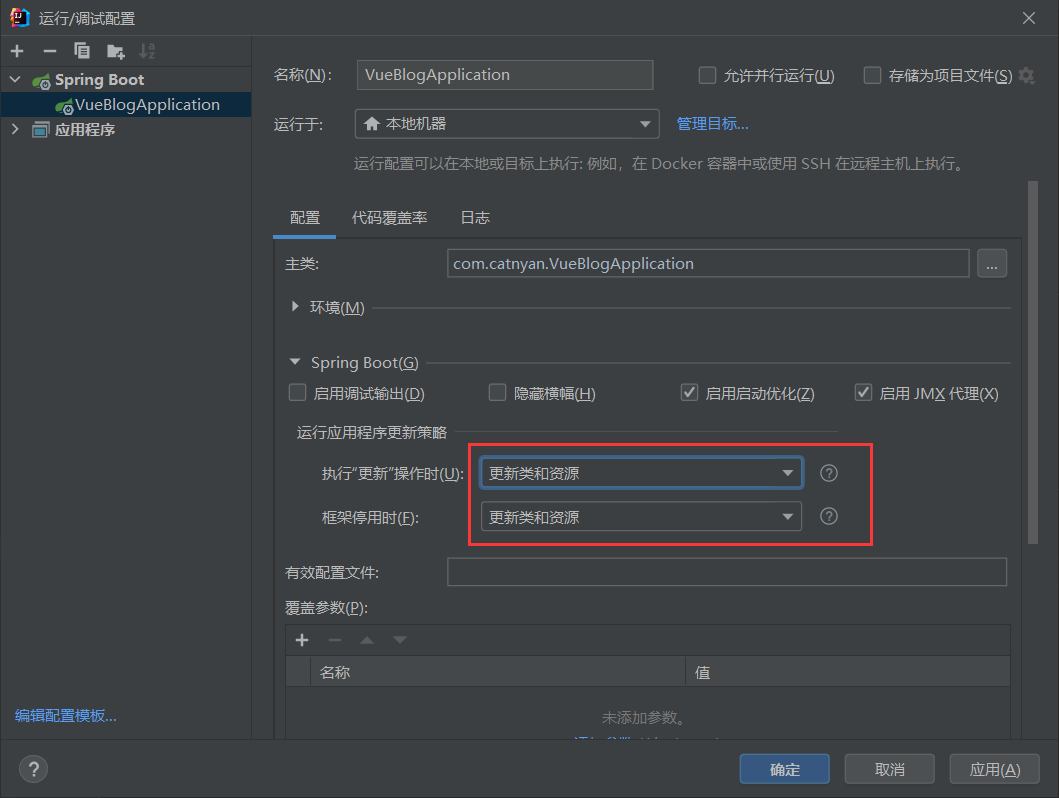 运行/调试配置
Spring Boot
VueBlogApplication
应用程序
编辑配置模板...
名称(N):
VueBlogApplication
允许并行运行(U)
存储为项目文件(S)
运行于:
本地机器
管理目标...
运行配置可以在本地或目标上执行: 例如，在 Docker 容器中或使用 SSH 在远程主机上执行。
配置
代码覆盖率
日志
主类:
com.catnyan.VueBlogApplication
...
环境(M)
Spring Boot(G)
启用调试输出(D)
隐藏横幅(H)
启用启动优化(Z)
启用 JMX 代理(X)
运行应用程序更新策略
执行“更新”操作时(U):
更新类和资源
?
框架停用时(F):
更新类和资源
?
有效配置文件:
覆盖参数(P):
名称
值
未添加参数。
?
确定
取消
应用(A)